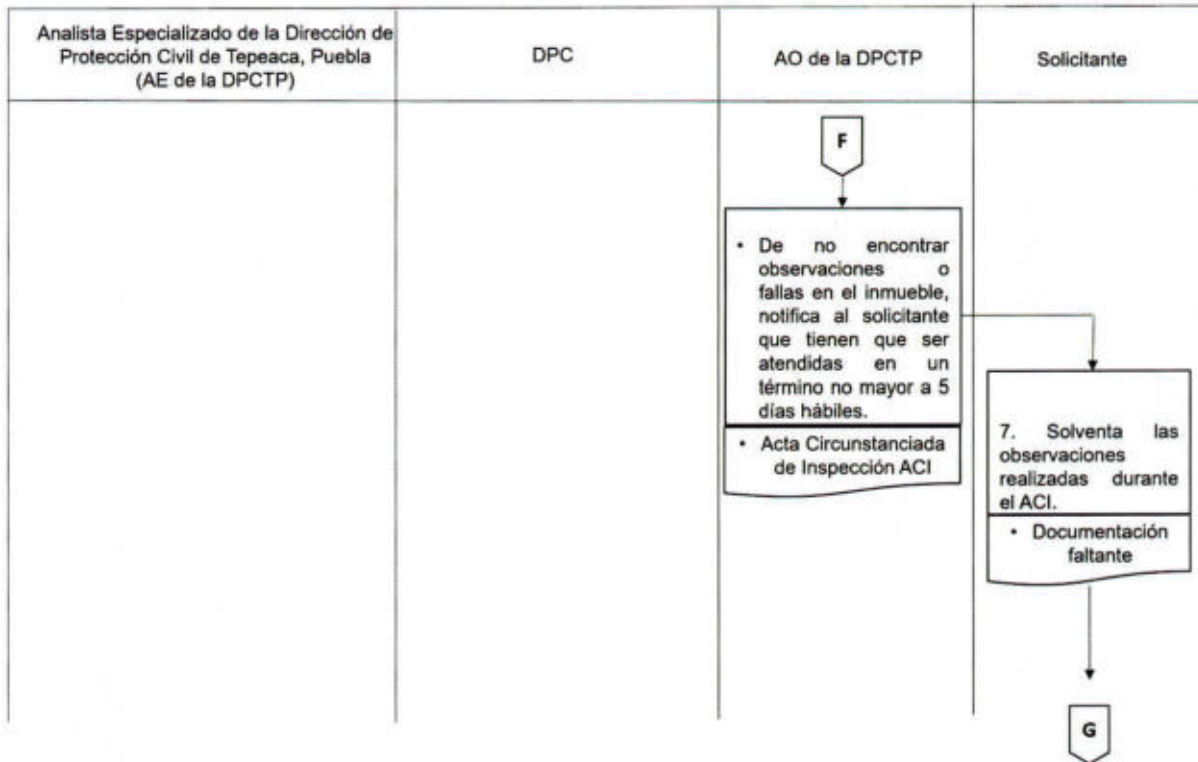 Analista Especializado de la Dirección de
Protección Civil de Tepeaca, Puebla
(AE de la DPCTP)
DPC
AO de la DPCTP
Solicitante
F
• De no encontrar
observaciones o
fallas en el inmueble,
notifica al solicitante
que tienen que ser
atendidas en un
término no mayor a 5
días hábiles.
• Acta Circunstanciada
de Inspección ACI
7. Solventa las
observaciones
realizadas durante
el ACI.
• Documentación
faltante
G